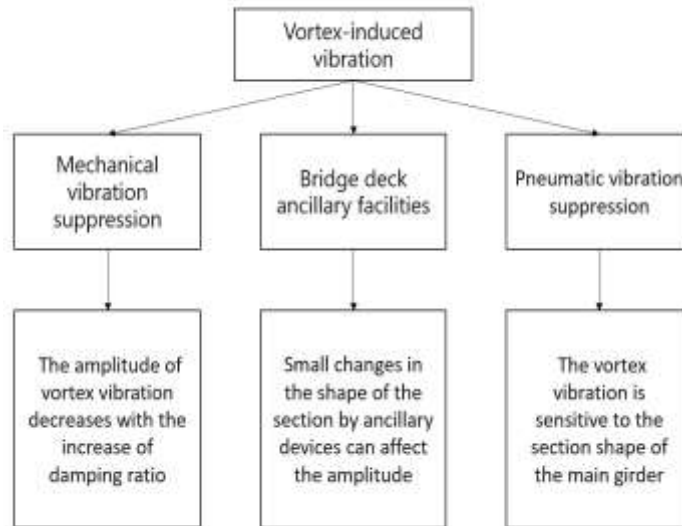 Vortex-induced
vibration
Mechanical
vibration
suppression
Bridge deck
ancillary facilities
Pneumatic vibration
suppression
The amplitude of
vortex vibration
decreases with the
increase of
damping ratio
Small changes in
the shape of the
section by ancillary
devices can affect
the amplitude
The vortex
vibration is
sensitive to the
section shape of
the main girder